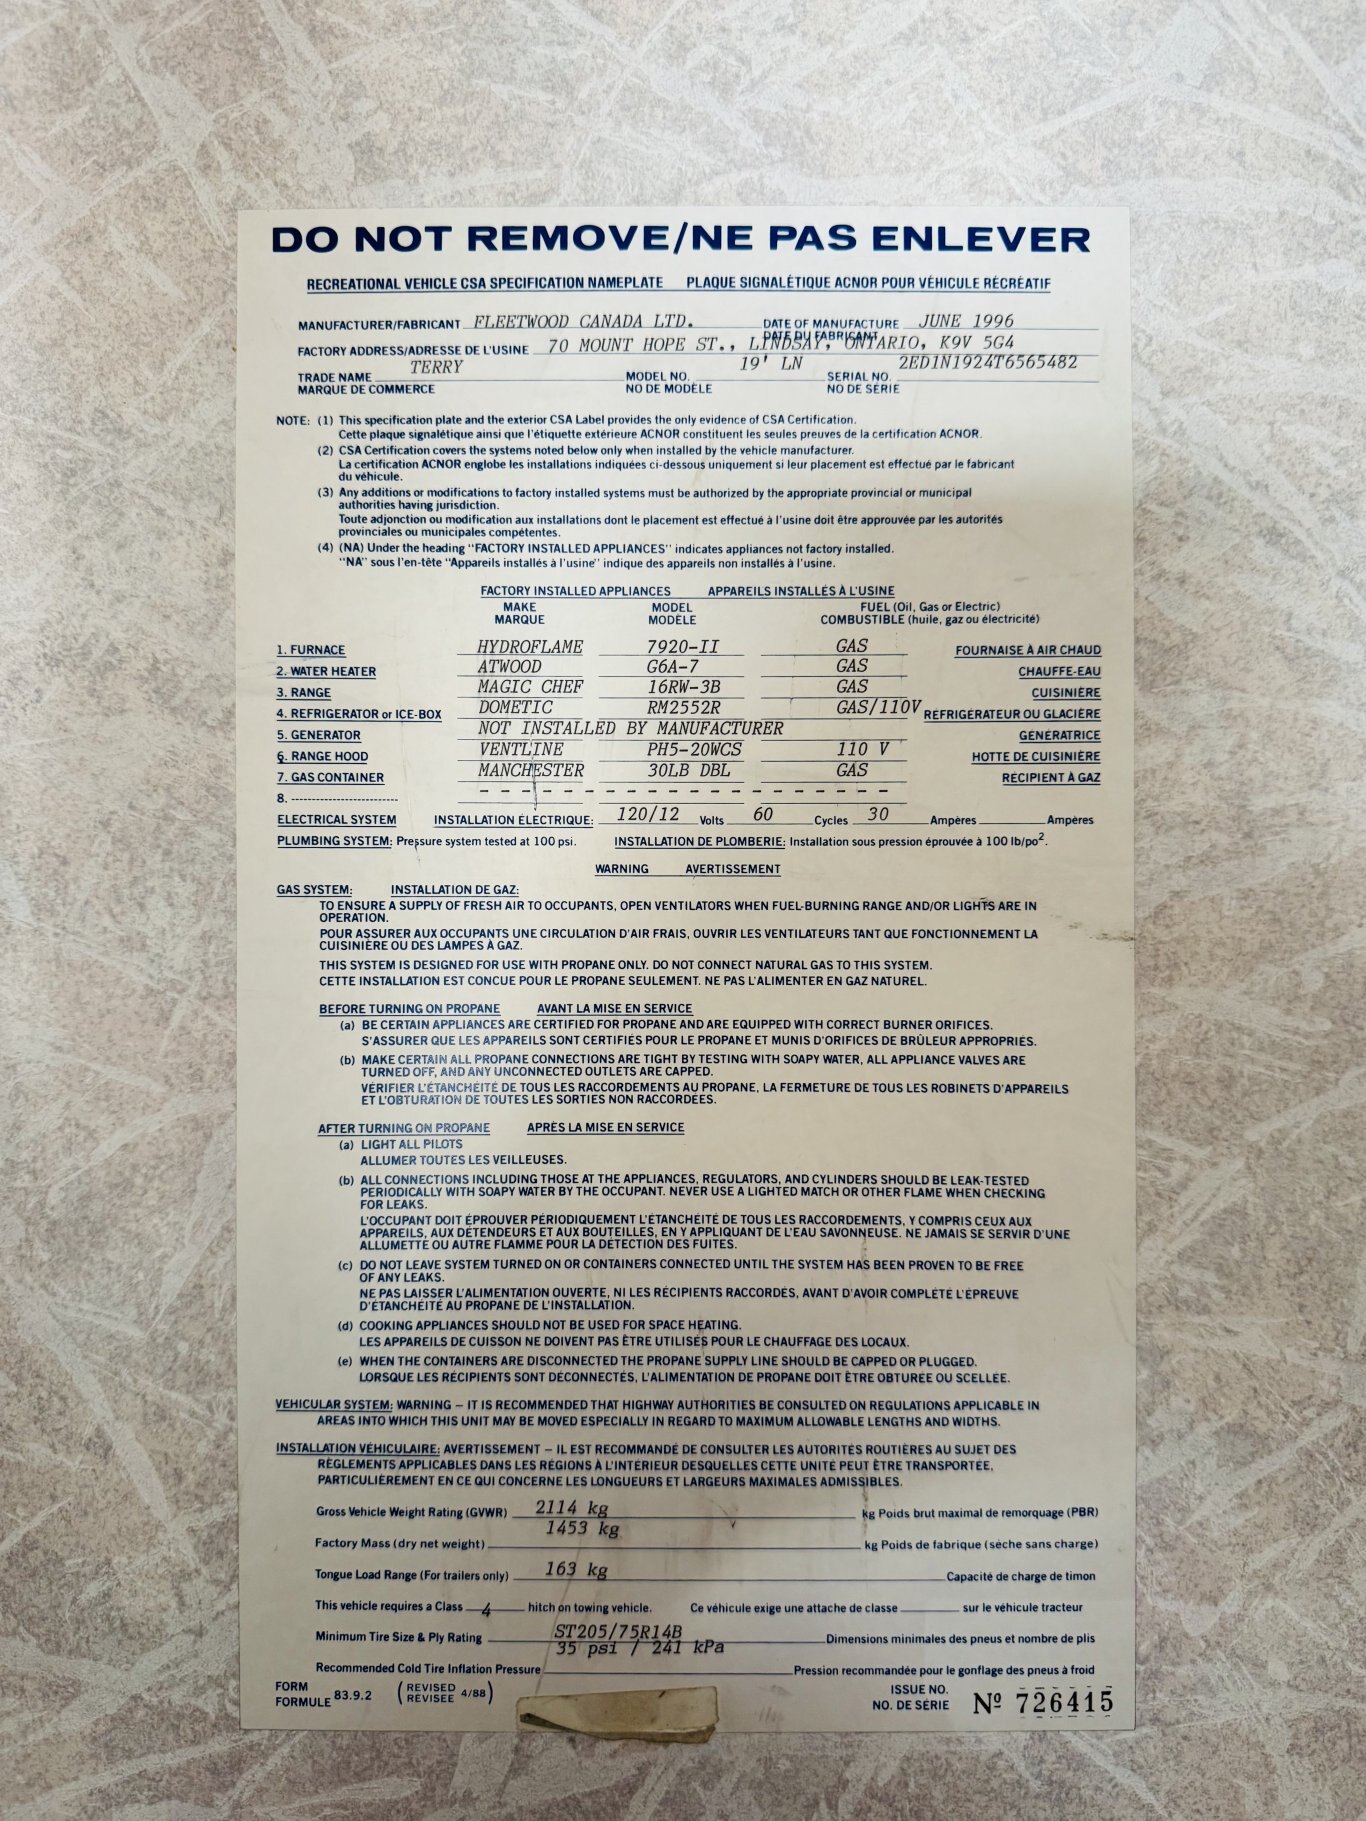 DO NOT REMOVE/NE PAS ENLEVER
RECREATIONAL VEHICLE CSA SPECIFICATION NAMEPLATE PLAQUE SIGNALÉTIQUE ACNOR POUR VÉHICULE RÉCRÉATIF
MANUFACTURER/FABRICANT FLEETWOOD CANADA LTD. DATE OF MANUFACTURE JUNE 1996
DATE DU FABRICANT
FACTORY ADDRESS/ADRESSE DE L'USINE 70 MOUNT HOPE ST., LINDSAY, ONTARIO, K9V 5G4
TRADE NAME TERRY MODEL NO. 19' LN SERIAL NO. 2ED1N1924T6565482
MARQUE DE COMMERCE NO DE MODÈLE NO DE SÉRIE
NOTE: (1) This specification plate and the exterior CSA Label provides the only evidence of CSA Certification.
Cette plaque signalétique ainsi que l'étiquette extérieure ACNOR constituent les seules preuves de la certification ACNOR.
(2) CSA Certification covers the systems noted below only when installed by the vehicle manufacturer.
La certification ACNOR englobe les installations indiquées ci-dessous uniquement si leur placement est effectué par le fabricant
du véhicule.
(3) Any additions or modifications to factory installed systems must be authorized by the appropriate provincial or municipal
authorities having jurisdiction.
Toute adjonction ou modification aux installations dont le placement est effectué à l'usine doit être approuvée par les autorités
provinciales ou municipales compétentes.
(4) (NA) Under the heading "FACTORY INSTALLED APPLIANCES" indicates appliances not factory installed.
"NA" sous l'en-tête "Appareils installés à l'usine" indique des appareils non installés à l'usine.
FACTORY INSTALLED APPLIANCES APPAREILS INSTALLÉS À L'USINE
MAKE MODEL FUEL (Oil, Gas or Electric)
MARQUE MODÈLE COMBUSTIBLE (huile, gaz ou électricité)
1. FURNACE HYDROFLAME 7920-II GAS FOURNAISE À AIR CHAUD
2. WATER HEATER ATWOOD G6A-7 GAS CHAUFFE-EAU
3. RANGE MAGIC CHEF 16RW-3B GAS CUISINIÈRE
4. REFRIGERATOR or ICE-BOX DOMETIC RM2552R GAS/110V RÉFRIGÉRATEUR OU GLACIÈRE
5. GENERATOR NOT INSTALLED BY MANUFACTURER GÉNÉRATRICE
6. RANGE HOOD VENTLINE PH5-20WCS 110 V HOTTE DE CUISINIÈRE
7. GAS CONTAINER MANCHESTER 30LB DBL GAS RÉCIPIENT À GAZ
8. -------------------------- - - - - - - - - - - - - - - - - - - -
ELECTRICAL SYSTEM INSTALLATION ÉLECTRIQUE: 120/12 Volts 60 Cycles 30 Ampères Ampères
PLUMBING SYSTEM: Pressure system tested at 100 psi. INSTALLATION DE PLOMBERIE: Installation sous pression éprouvée à 100 lb/po².
WARNING AVERTISSEMENT
GAS SYSTEM: INSTALLATION DE GAZ:
TO ENSURE A SUPPLY OF FRESH AIR TO OCCUPANTS, OPEN VENTILATORS WHEN FUEL-BURNING RANGE AND/OR LIGHTS ARE IN
OPERATION.
POUR ASSURER AUX OCCUPANTS UNE CIRCULATION D'AIR FRAIS, OUVRIR LES VENTILATEURS TANT QUE FONCTIONNEMENT LA
CUISINIÈRE OU DES LAMPES À GAZ.
THIS SYSTEM IS DESIGNED FOR USE WITH PROPANE ONLY. DO NOT CONNECT NATURAL GAS TO THIS SYSTEM.
CETTE INSTALLATION EST CONCUE POUR LE PROPANE SEULEMENT. NE PAS L'ALIMENTER EN GAZ NATUREL.
BEFORE TURNING ON PROPANE AVANT LA MISE EN SERVICE
(a) BE CERTAIN APPLIANCES ARE CERTIFIED FOR PROPANE AND ARE EQUIPPED WITH CORRECT BURNER ORIFICES.
S'ASSURER QUE LES APPAREILS SONT CERTIFIÉS POUR LE PROPANE ET MUNIS D'ORIFICES DE BRÛLEUR APPROPRIÉS.
(b) MAKE CERTAIN ALL PROPANE CONNECTIONS ARE TIGHT BY TESTING WITH SOAPY WATER, ALL APPLIANCE VALVES ARE
TURNED OFF, AND ANY UNCONNECTED OUTLETS ARE CAPPED.
VÉRIFIER L'ÉTANCHÉITÉ DE TOUS LES RACCORDEMENTS AU PROPANE, LA FERMETURE DE TOUS LES ROBINETS D'APPAREILS
ET L'OBTURATION DE TOUTES LES SORTIES NON RACCORDÉES.
AFTER TURNING ON PROPANE APRÈS LA MISE EN SERVICE
(a) LIGHT ALL PILOTS
ALLUMER TOUTES LES VEILLEUSES.
(b) ALL CONNECTIONS INCLUDING THOSE AT THE APPLIANCES, REGULATORS, AND CYLINDERS SHOULD BE LEAK-TESTED
PERIODICALLY WITH SOAPY WATER BY THE OCCUPANT. NEVER USE A LIGHTED MATCH OR OTHER FLAME WHEN CHECKING
FOR LEAKS.
L'OCCUPANT DOIT ÉPROUVER PÉRIODIQUEMENT L'ÉTANCHÉITÉ DE TOUS LES RACCORDEMENTS, Y COMPRIS CEUX AUX
APPAREILS, AUX DÉTENDEURS ET AUX BOUTEILLES, EN Y APPLIQUANT DE L'EAU SAVONNEUSE. NE JAMAIS SE SERVIR D'UNE
ALLUMETTE OU AUTRE FLAMME POUR LA DÉTECTION DES FUITES.
(c) DO NOT LEAVE SYSTEM TURNED ON OR CONTAINERS CONNECTED UNTIL THE SYSTEM HAS BEEN PROVEN TO BE FREE
OF ANY LEAKS.
NE PAS LAISSER L'ALIMENTATION OUVERTE, NI LES RÉCIPIENTS RACCORDÉS, AVANT D'AVOIR COMPLÉTÉ L'ÉPREUVE
D'ÉTANCHÉITÉ AU PROPANE DE L'INSTALLATION.
(d) COOKING APPLIANCES SHOULD NOT BE USED FOR SPACE HEATING.
LES APPAREILS DE CUISSON NE DOIVENT PAS ÊTRE UTILISÉS POUR LE CHAUFFAGE DES LOCAUX.
(e) WHEN THE CONTAINERS ARE DISCONNECTED THE PROPANE SUPPLY LINE SHOULD BE CAPPED OR PLUGGED.
LORSQUE LES RÉCIPIENTS SONT DÉCONNECTÉS, L'ALIMENTATION DE PROPANE DOIT ÊTRE OBTURÉE OU SCELLÉE.
VEHICULAR SYSTEM: WARNING – IT IS RECOMMENDED THAT HIGHWAY AUTHORITIES BE CONSULTED ON REGULATIONS APPLICABLE IN
AREAS INTO WHICH THIS UNIT MAY BE MOVED ESPECIALLY IN REGARD TO MAXIMUM ALLOWABLE LENGTHS AND WIDTHS.
INSTALLATION VÉHICULAIRE: AVERTISSEMENT – IL EST RECOMMANDÉ DE CONSULTER LES AUTORITÉS ROUTIÈRES AU SUJET DES
RÈGLEMENTS APPLICABLES DANS LES RÉGIONS À L'INTÉRIEUR DESQUELLES CETTE UNITÉ PEUT ÊTRE TRANSPORTÉE,
PARTICULIÈREMENT EN CE QUI CONCERNE LES LONGUEURS ET LARGEURS MAXIMALES ADMISSIBLES.
Gross Vehicle Weight Rating (GVWR) 2114 kg kg Poids brut maximal de remorquage (PBR)
Factory Mass (dry net weight) 1453 kg kg Poids de fabrique (sèche sans charge)
Tongue Load Range (For trailers only) 163 kg Capacité de charge de timon
This vehicle requires a Class 4 hitch on towing vehicle. Ce véhicule exige une attache de classe sur le véhicule tracteur
Minimum Tire Size & Ply Rating ST205/75R14B Dimensions minimales des pneus et nombre de plis
Recommended Cold Tire Inflation Pressure 35 psi / 241 kPa Pression recommandée pour le gonflage des pneus à froid
FORM FORMULE 83.9.2 (REVISED RÉVISÉE 4/88) ISSUE NO. NO. DE SÉRIE Nº 726415